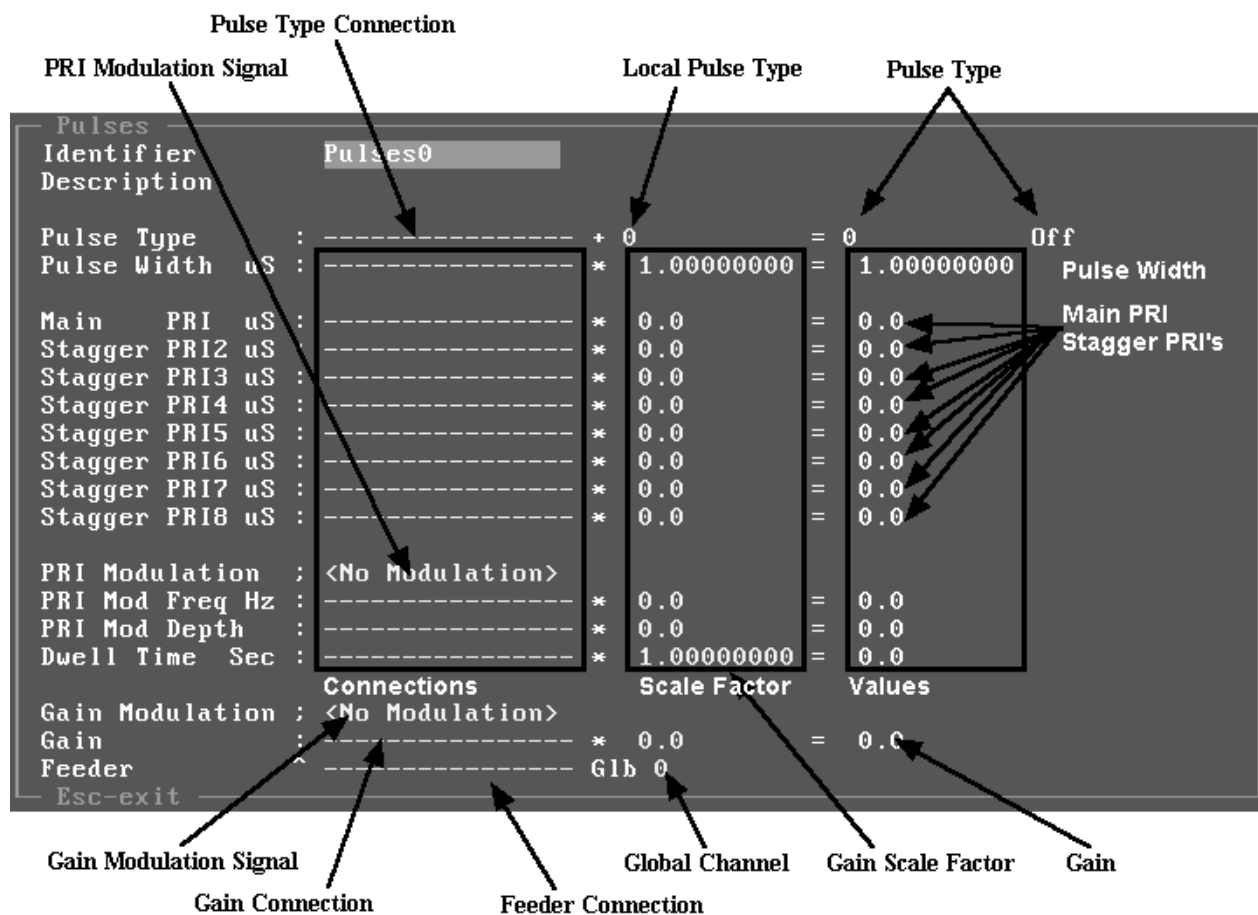 Pulse Type Connection
PRI Modulation Signal
Local Pulse Type
Pulse Type
Pulses
Identifier Pulses0
Description
Pulse Type : ------------------ + 0 = 0 Off
Pulse Width uS : ------------------ * 1.00000000 = 1.00000000 Pulse Width
Main PRI uS : ------------------ * 0.0 = 0.0 Main PRI
Stagger PRI2 uS : ------------------ * 0.0 = 0.0 Stagger PRI's
Stagger PRI3 uS : ------------------ * 0.0 = 0.0
Stagger PRI4 uS : ------------------ * 0.0 = 0.0
Stagger PRI5 uS : ------------------ * 0.0 = 0.0
Stagger PRI6 uS : ------------------ * 0.0 = 0.0
Stagger PRI7 uS : ------------------ * 0.0 = 0.0
Stagger PRI8 uS : ------------------ * 0.0 = 0.0
PRI Modulation ; <No Modulation>
PRI Mod Freq Hz : ------------------ * 0.0 = 0.0
PRI Mod Depth : ------------------ * 0.0 = 0.0
Dwell Time Sec : ------------------ * 1.00000000 = 0.0
Connections Scale Factor Values
Gain Modulation ; <No Modulation>
Gain : ------------------ * 0.0 = 0.0
Feeder ^ ------------------ Glb 0
Esc-exit
Gain Modulation Signal
Global Channel
Gain Scale Factor
Gain
Gain Connection
Feeder Connection